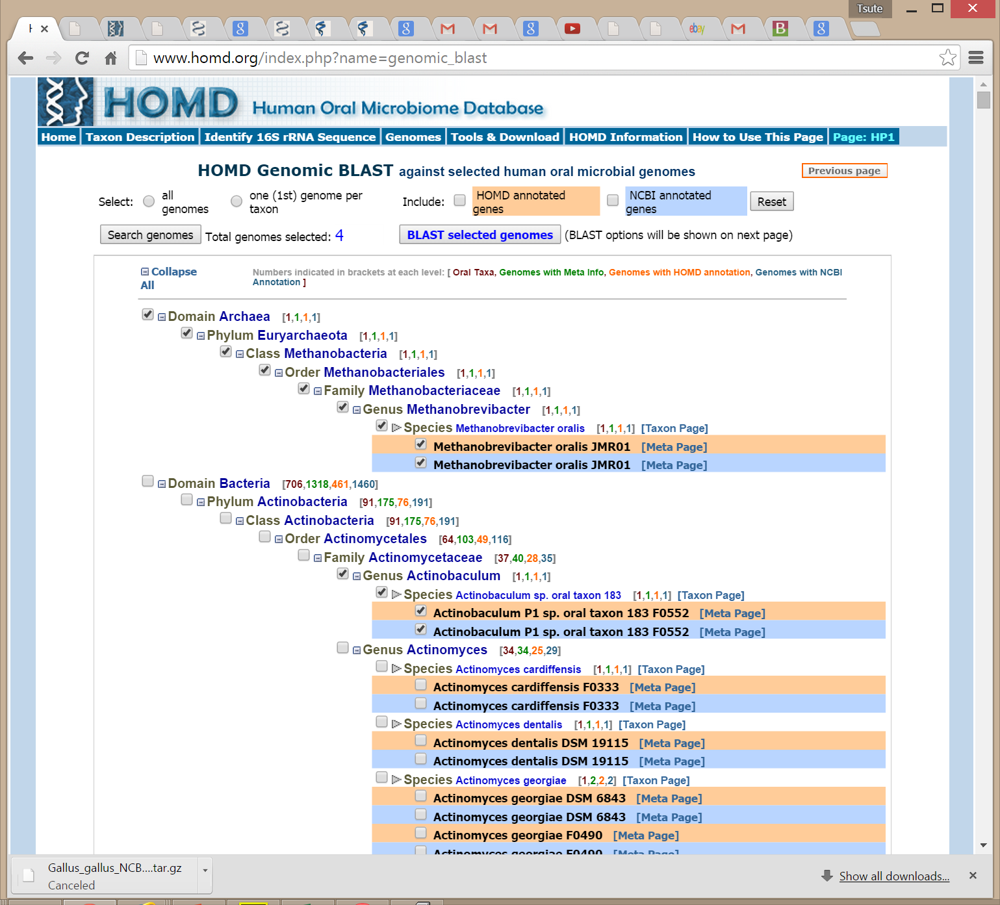 Tsute
www.homd.org/index.php?name=genomic_blast
HOMD Human Oral Microbiome Database
Home Taxon Description Identify 16S rRNA Sequence Genomes Tools & Download HOMD Information How to Use This Page Page: HP1
HOMD Genomic BLAST against selected human oral microbial genomes Previous page
Select: all genomes one (1st) genome per taxon Include: HOMD annotated genes NCBI annotated genes Reset
Search genomes Total genomes selected: 4 BLAST selected genomes (BLAST options will be shown on next page)
Collapse All
Numbers indicated in brackets at each level: [ Oral Taxa, Genomes with Meta Info, Genomes with HOMD annotation, Genomes with NCBI
Annotation ]
Domain Archaea [1,1,1,1]
Phylum Euryarchaeota [1,1,1,1]
Class Methanobacteria [1,1,1,1]
Order Methanobacteriales [1,1,1,1]
Family Methanobacteriaceae [1,1,1,1]
Genus Methanobrevibacter [1,1,1,1]
Species Methanobrevibacter oralis [1,1,1,1] [Taxon Page]
Methanobrevibacter oralis JMR01 [Meta Page]
Methanobrevibacter oralis JMR01 [Meta Page]
Domain Bacteria [706,1318,461,1460]
Phylum Actinobacteria [91,175,76,191]
Class Actinobacteria [91,175,76,191]
Order Actinomycetales [64,103,49,116]
Family Actinomycetaceae [37,40,28,35]
Genus Actinobaculum [1,1,1,1]
Species Actinobaculum sp. oral taxon 183 [1,1,1,1] [Taxon Page]
Actinobaculum P1 sp. oral taxon 183 F0552 [Meta Page]
Actinobaculum P1 sp. oral taxon 183 F0552 [Meta Page]
Genus Actinomyces [34,34,25,29]
Species Actinomyces cardiffensis [1,1,1,1] [Taxon Page]
Actinomyces cardiffensis F0333 [Meta Page]
Actinomyces cardiffensis F0333 [Meta Page]
Species Actinomyces dentalis [1,1,1,1] [Taxon Page]
Actinomyces dentalis DSM 19115 [Meta Page]
Actinomyces dentalis DSM 19115 [Meta Page]
Species Actinomyces georgiae [1,2,2,2] [Taxon Page]
Actinomyces georgiae DSM 6843 [Meta Page]
Actinomyces georgiae DSM 6843 [Meta Page]
Actinomyces georgiae F0490 [Meta Page]
Actinomyces georgiae F0490 [Meta Page]
Gallus_gallus_NCB....tar.gz
Canceled
Show all downloads...